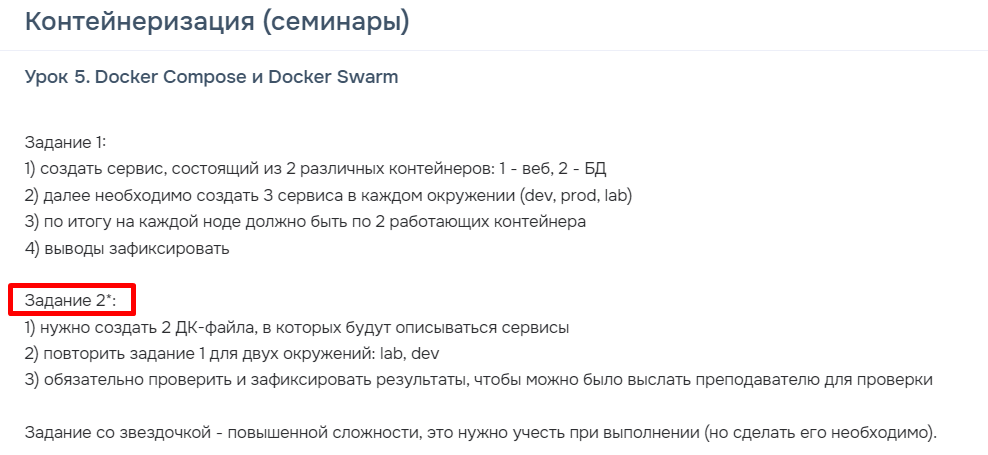 Контейнеризация (семинары)
Урок 5. Docker Compose и Docker Swarm
Задание 1:
1) создать сервис, состоящий из 2 различных контейнеров: 1 - веб, 2 - БД
2) далее необходимо создать 3 сервиса в каждом окружении (dev, prod, lab)
3) по итогу на каждой ноде должно быть по 2 работающих контейнера
4) выводы зафиксировать
Задание 2*:
1) нужно создать 2 ДК-файла, в которых будут описываться сервисы
2) повторить задание 1 для двух окружений: lab, dev
3) обязательно проверить и зафиксировать результаты, чтобы можно было выслать преподавателю для проверки
Задание со звездочкой - повышенной сложности, это нужно учесть при выполнении (но сделать его необходимо).